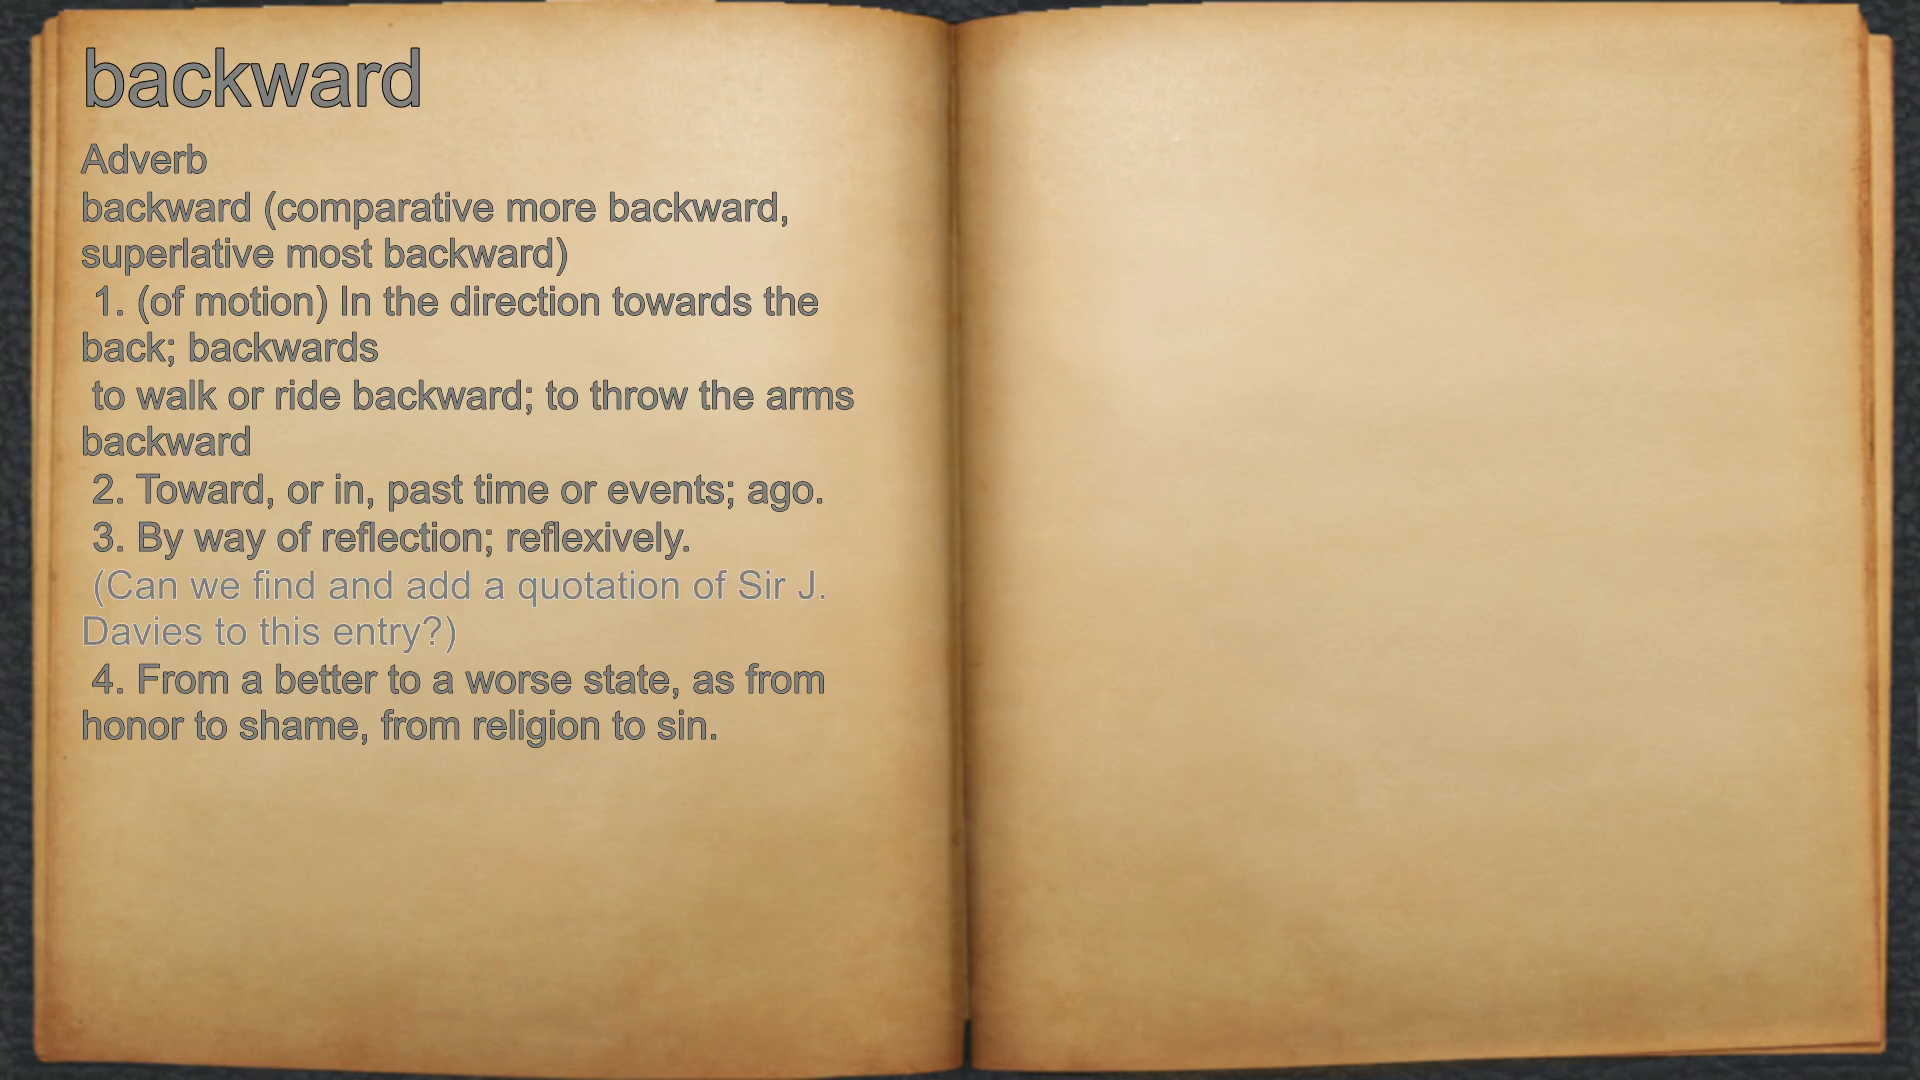 backward
Adverb
backward (comparative more backward,
superlative most backward)
1. (of motion) In the direction towards the
back; backwards
to walk or ride backward; to throw the arms
backward
2. Toward, or in, past time or events; ago.
3. By way of reflection; reflexively.
(Can we find and add a quotation of Sir J.
Davies to this entry?)
4. From a better to a worse state, as from
honor to shame, from religion to sin.